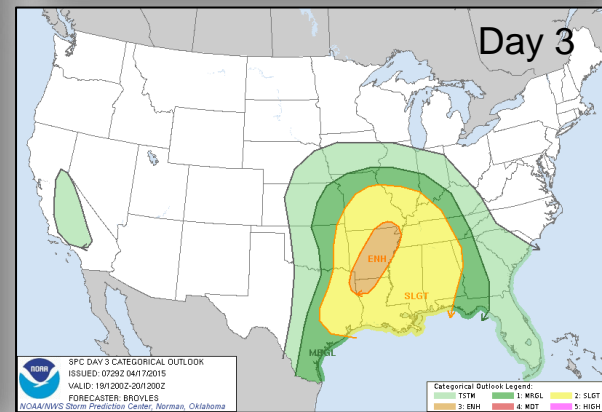 Day 3
ENH
SLGT
MRGL
NOAA
SPC DAY 3 CATEGORICAL OUTLOOK
ISSUED: 0729Z 04/17/2015
VALID: 19/1200Z-20/1200Z
FORECASTER: BROYLES
NOAA/NWS Storm Prediction Center, Norman, Oklahoma
Categorical Outlook Legend:
TSTM 1: MRGL 2: SLGT
3: ENH 4: MDT 5: HIGH